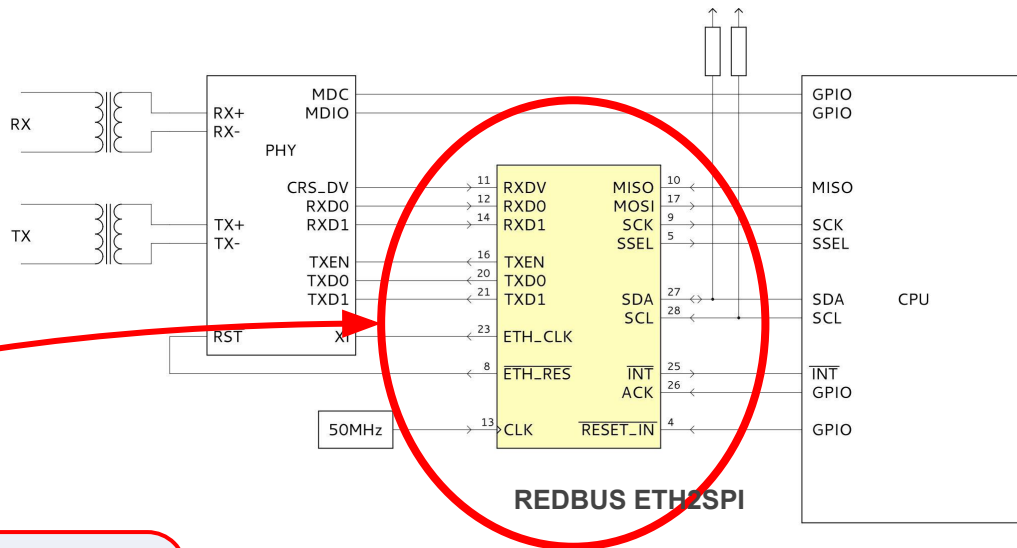 RX
TX
RX+
RX-
TX+
TX-
RST
PHY
MDC
MDIO
CRS_DV
RXD0
RXD1
TXEN
TXD0
TXD1
50MHz
11 RXDV
12 RXD0
14 RXD1
16 TXEN
20 TXD0
21 TXD1
23 ETH_CLK
8 ETH_RES
13 CLK
MISO 10
MOSI 17
SCK 9
SSEL 5
SDA 27
SCL 28
INT 25
ACK 26
RESET_IN 4
REDBUS ETH2SPI
GPIO
GPIO
MISO
SCK
SSEL
SDA
SCL
INT
GPIO
GPIO
CPU